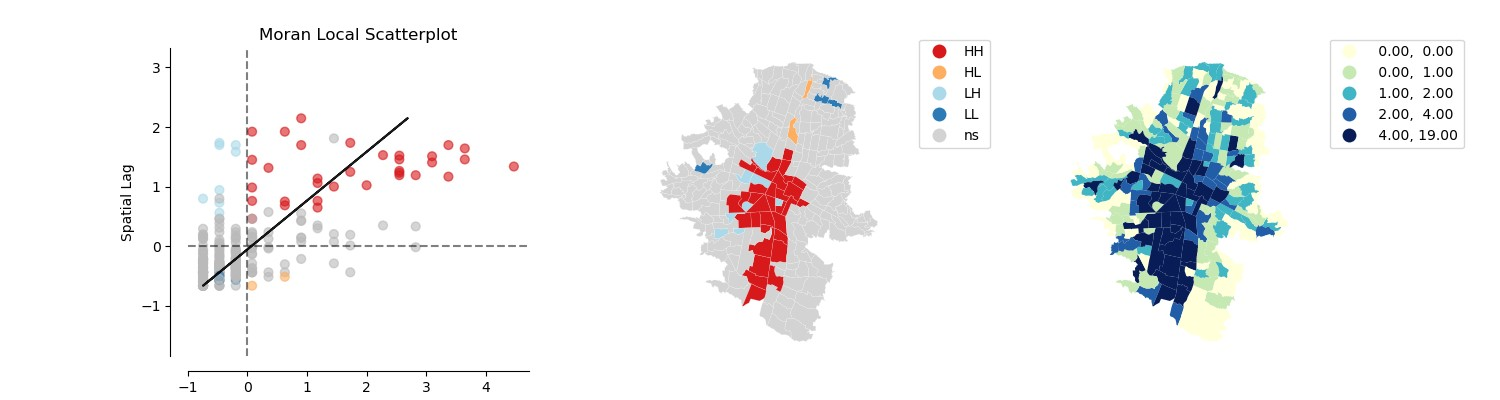 Moran Local Scatterplot
Spatial Lag
3
2
1
0
−1
−1 0 1 2 3 4
HH
HL
LH
LL
ns
0.00, 0.00
0.00, 1.00
1.00, 2.00
2.00, 4.00
4.00, 19.00